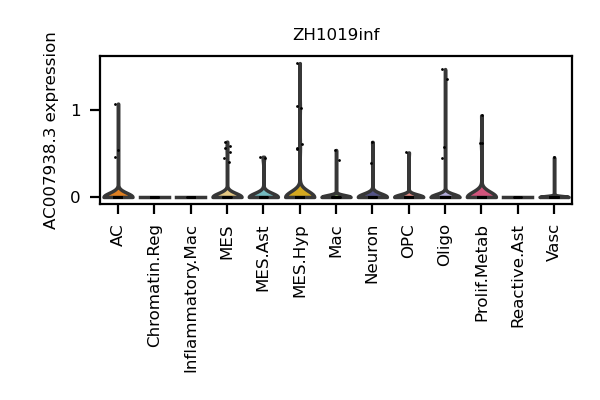 ZH1019inf
AC007938.3 expression
1
0
AC
Chromatin.Reg
Inflammatory.Mac
MES
MES.Ast
MES.Hyp
Mac
Neuron
OPC
Oligo
Prolif.Metab
Reactive.Ast
Vasc